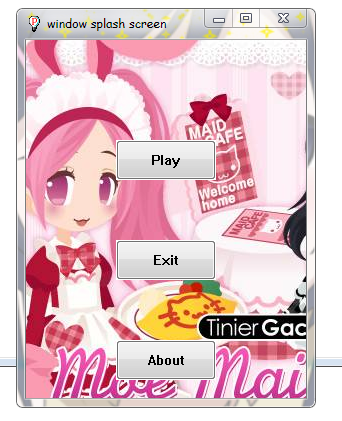 window splash screen
MAID
CAFE
Welcome
home
Play
MAID CAFE
Exit
TinierGac
About
Moe Mai